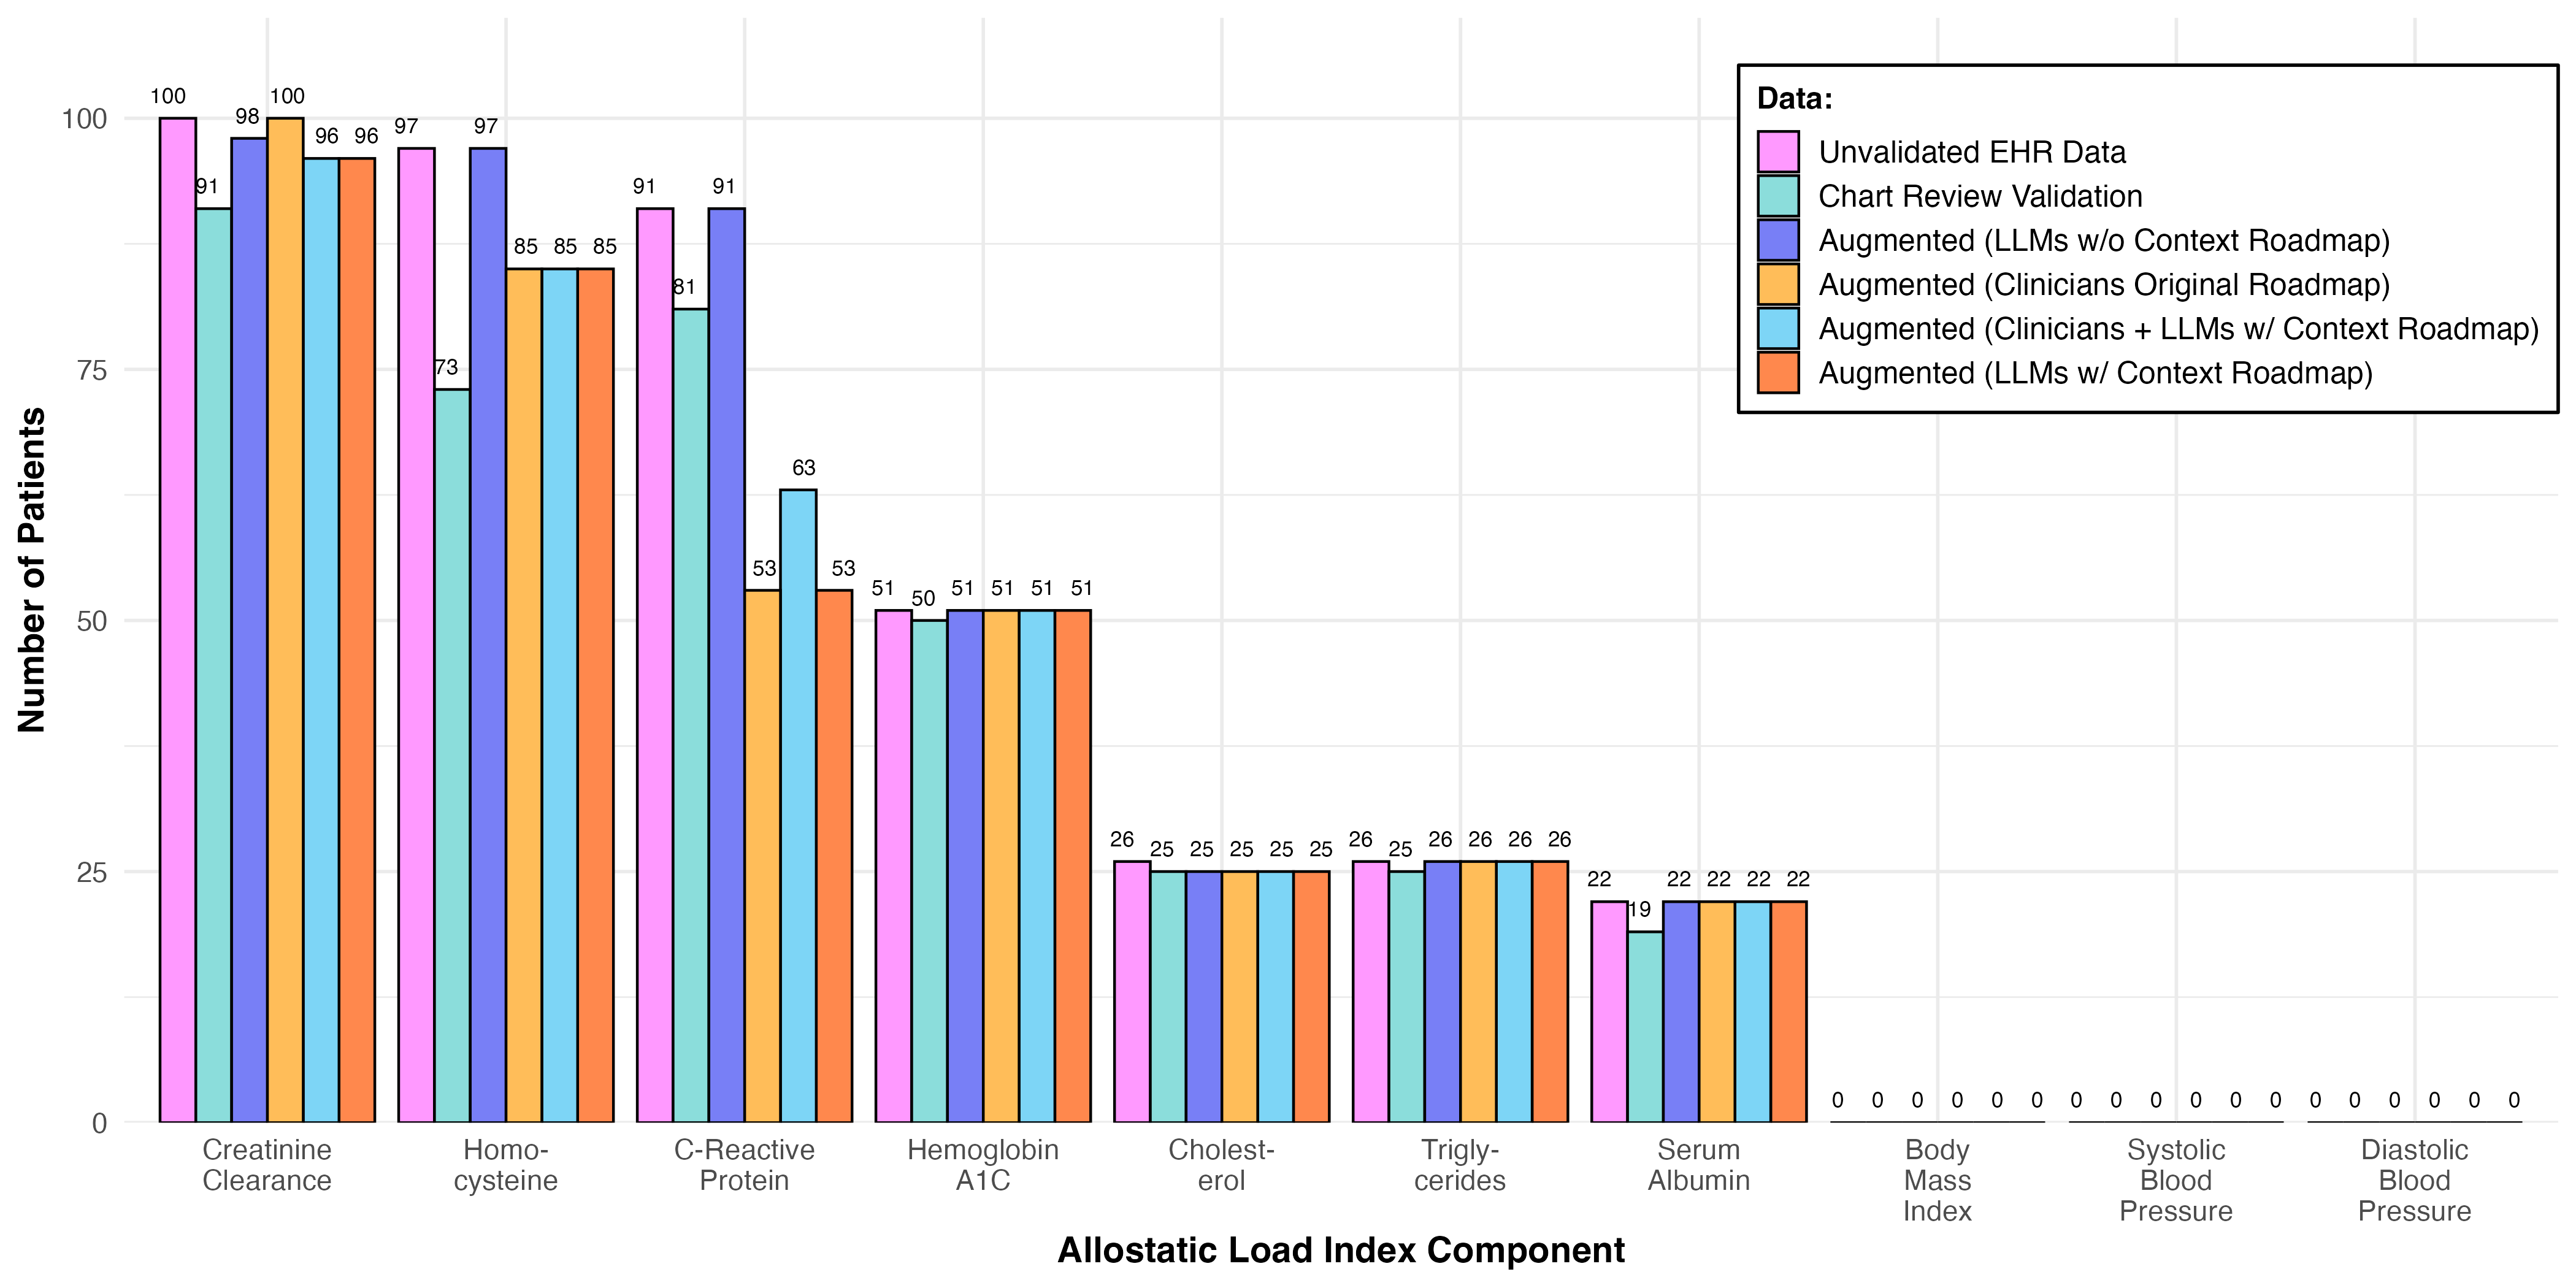 Data:
Unvalidated EHR Data
Chart Review Validation
Augmented (LLMs w/o Context Roadmap)
Augmented (Clinicians Original Roadmap)
Augmented (Clinicians + LLMs w/ Context Roadmap)
Augmented (LLMs w/ Context Roadmap)
Number of Patients
100
75
50
25
0
100 91 98 100 96 96
97 73 97 85 85 85
91 81 91 53 63 53
51 50 51 51 51 51
26 25 25 25 25 25
26 25 26 26 26 26
22 19 22 22 22 22
0 0 0 0 0 0
0 0 0 0 0 0
0 0 0 0 0 0
Creatinine
Clearance
Homo-
cysteine
C-Reactive
Protein
Hemoglobin
A1C
Cholest-
erol
Trigly-
cerides
Serum
Albumin
Body
Mass
Index
Systolic
Blood
Pressure
Diastolic
Blood
Pressure
Allostatic Load Index Component